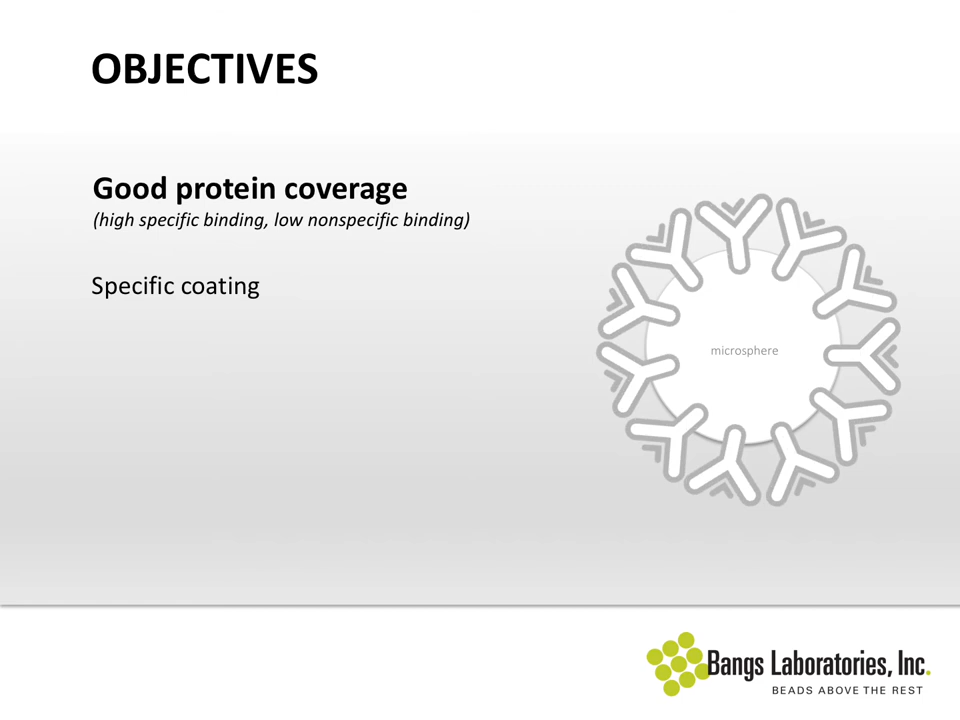 OBJECTIVES
Good protein coverage
(high specific binding, low nonspecific binding)
Specific coating
microsphere
Bangs Laboratories, Inc.
BEADS ABOVE THE REST